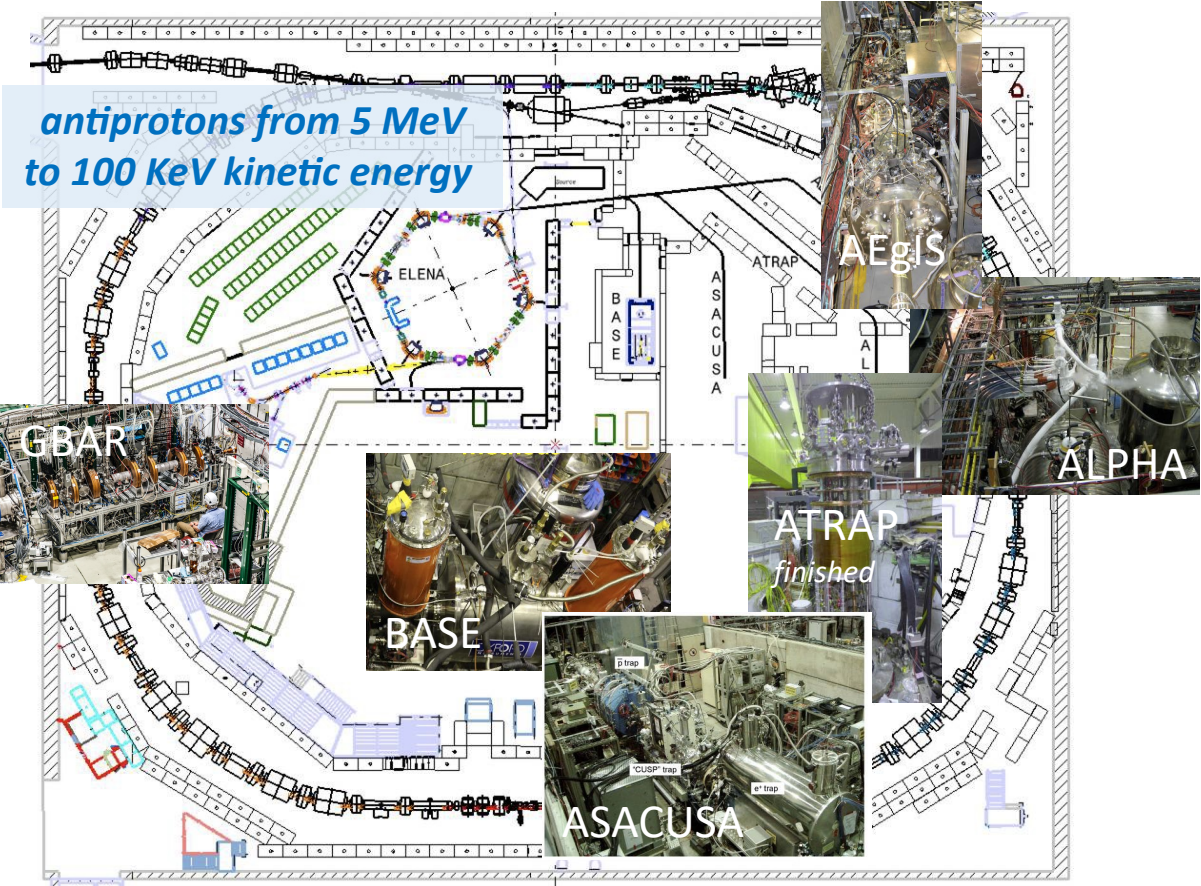 antiprotons from 5 MeV
to 100 KeV kinetic energy
Source
ELENA
BASE
ASACUSA
ATRAP
AL
AEgIS
ALPHA
GBAR
ATRAP
finished
BASE
p̅ trap
"CUSP" trap
e⁺ trap
ASACUSA